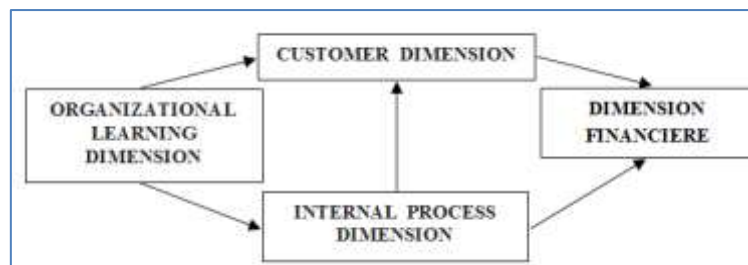 CUSTOMER DIMENSION
ORGANIZATIONAL
LEARNING
DIMENSION
DIMENSION
FINANCIERE
INTERNAL PROCESS
DIMENSION